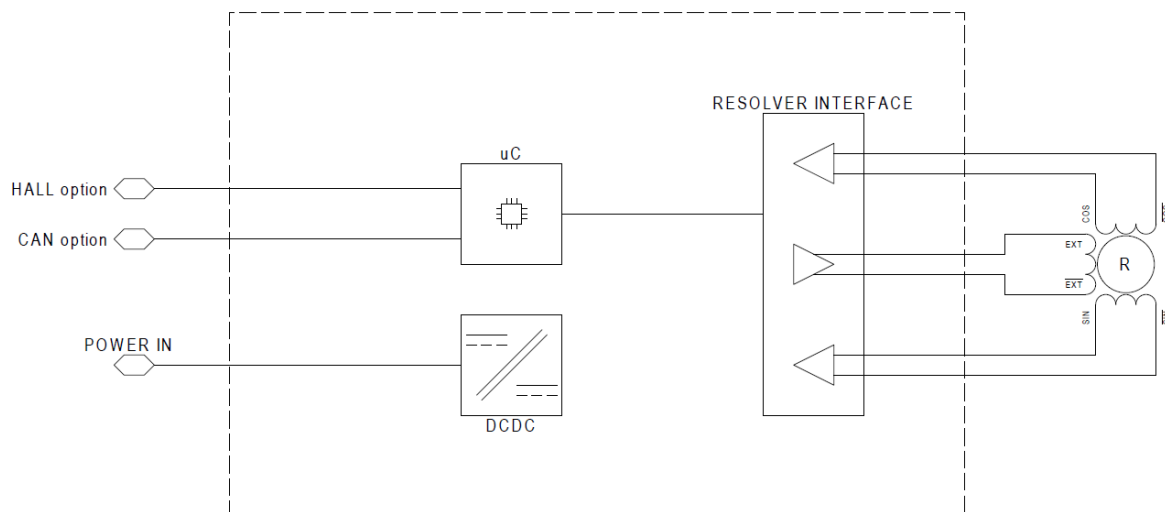 RESOLVER INTERFACE
uC
HALL option
CAN option
COS
EXT
R
EXT
SIN
POWER IN
DCDC